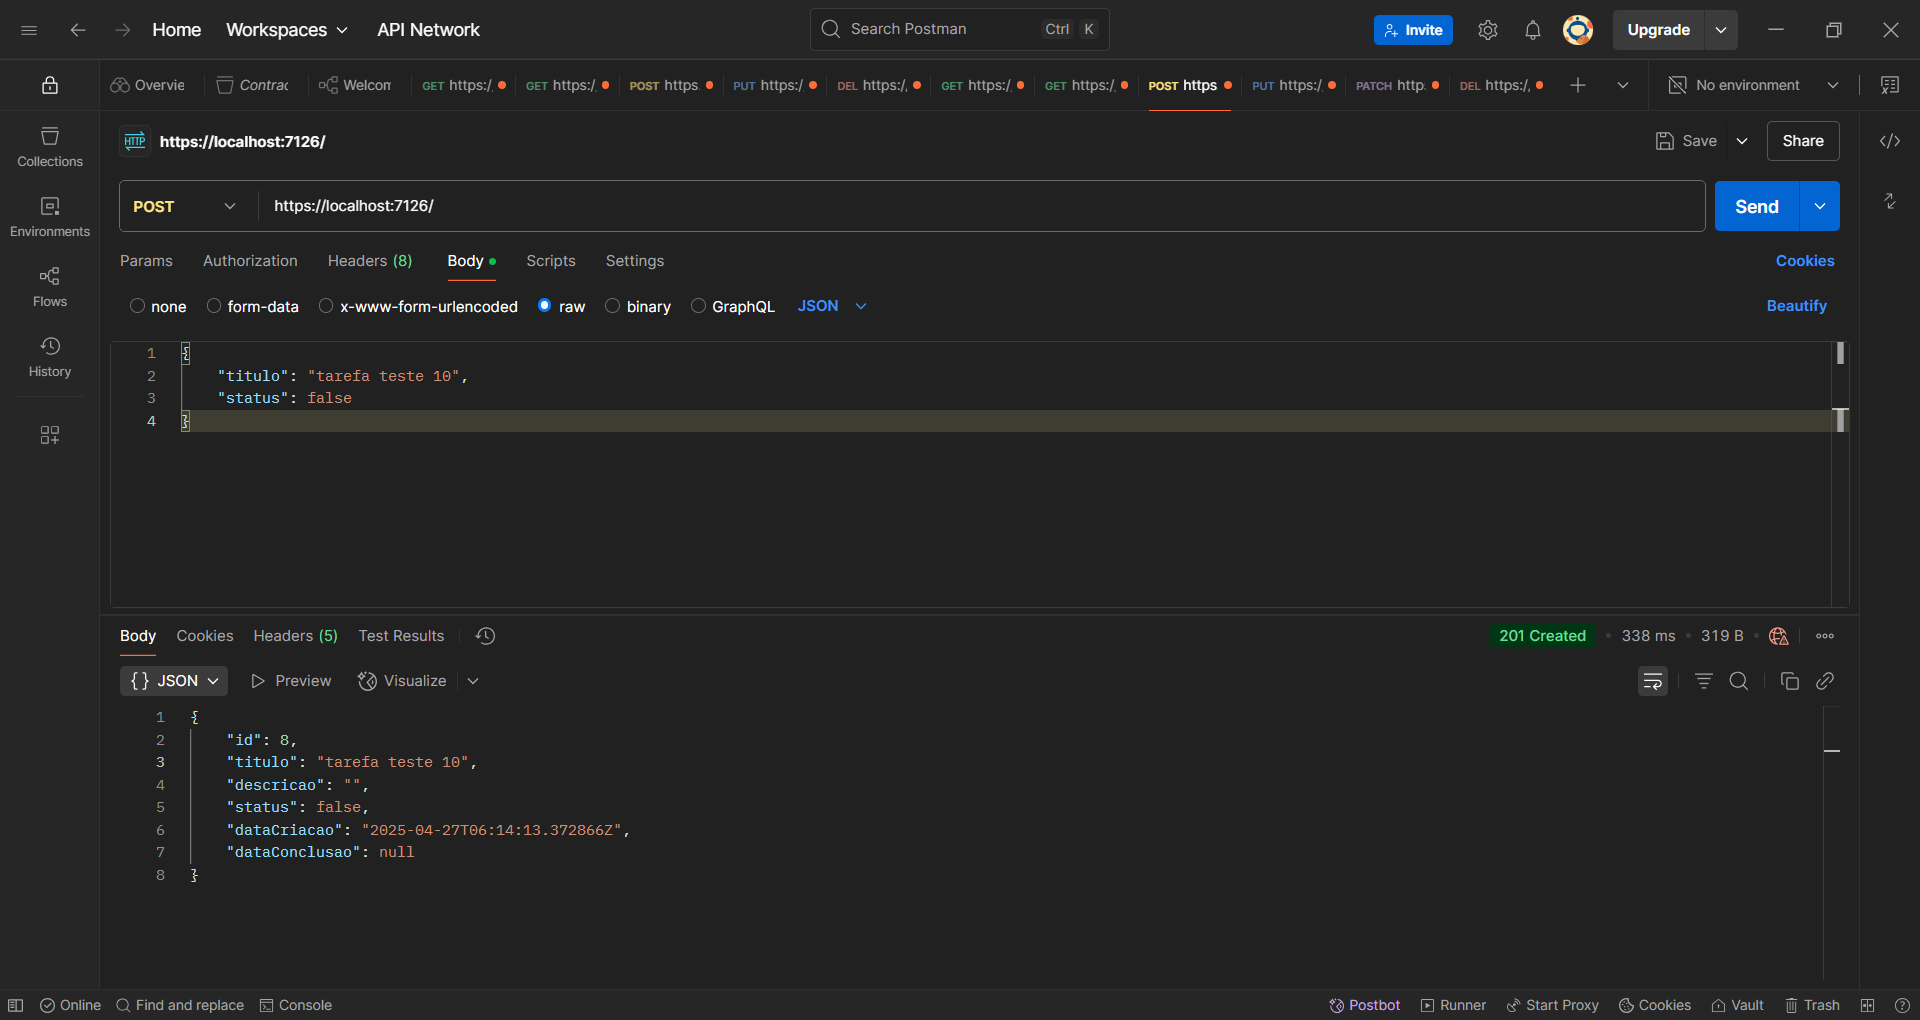 Home Workspaces API Network Search Postman Ctrl K Invite Upgrade
Overvie Contrac Welcom GET https:/, GET https:/, POST https. PUT https:/, DEL https:/, GET https:/, GET https:/, POST https PUT https:/, PATCH http. DEL https:/, No environment
HTTP https://localhost:7126/ Save Share
Collections
Environments
Flows
History
POST https://localhost:7126/ Send
Params Authorization Headers (8) Body Scripts Settings Cookies
none form-data x-www-form-urlencoded raw binary GraphQL JSON Beautify
1 {
2 "titulo": "tarefa teste 10",
3 "status": false
4 }
Body Cookies Headers (5) Test Results 201 Created 338 ms 319 B
{} JSON Preview Visualize
1 {
2 "id": 8,
3 "titulo": "tarefa teste 10",
4 "descricao": "",
5 "status": false,
6 "dataCriacao": "2025-04-27T06:14:13.372866Z",
7 "dataConclusao": null
8 }
Online Find and replace Console Postbot Runner Start Proxy Cookies Vault Trash